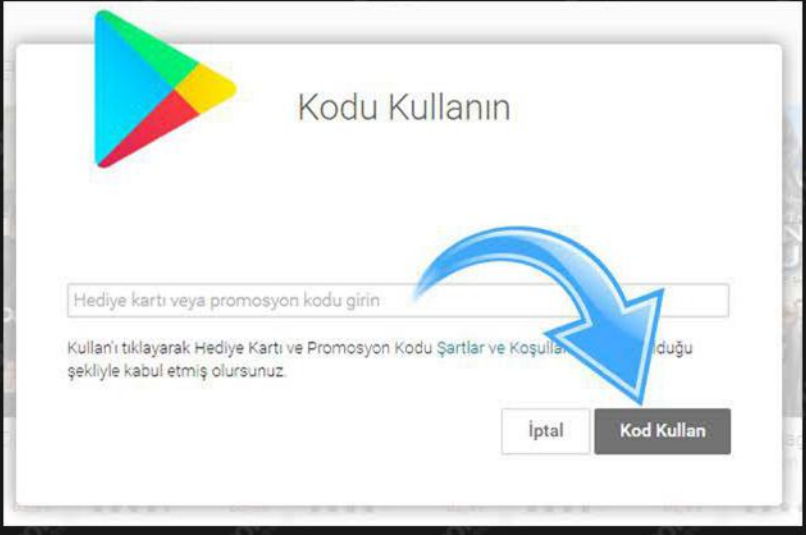 Kodu Kullanın
Hediye kartı veya promosyon kodu girin
Kullan'ı tıklayarak Hediye Kartı ve Promosyon Kodu Şartlar ve Koşullar
şekliyle kabul etmiş olursunuz.
İptal Kod Kullan